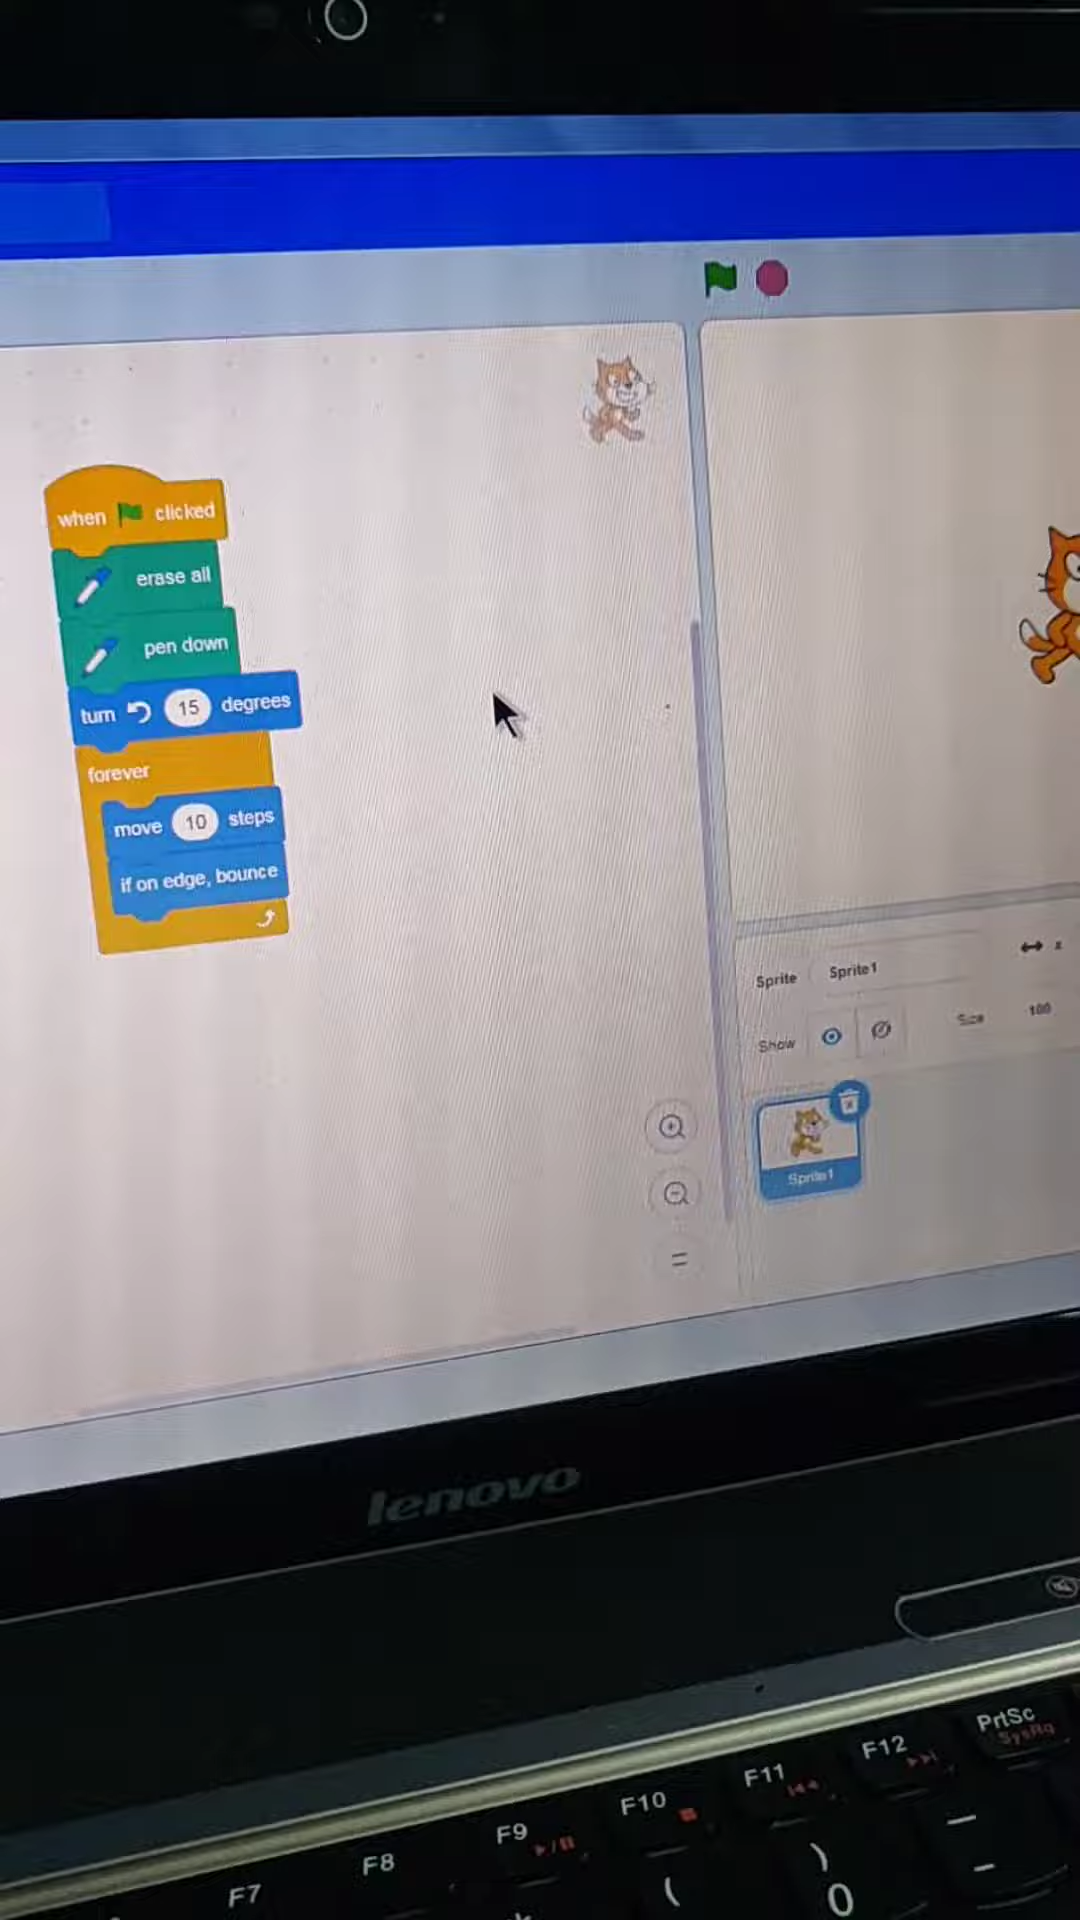 when clicked
erase all
pen down
turn 15 degrees
forever
move 10 steps
if on edge, bounce
Sprite Sprite1
x
Show Size 100
Sprite1
lenovo
PrtSc
SysRq
F12
F11
F10
F9
F8
F7
)
0
(